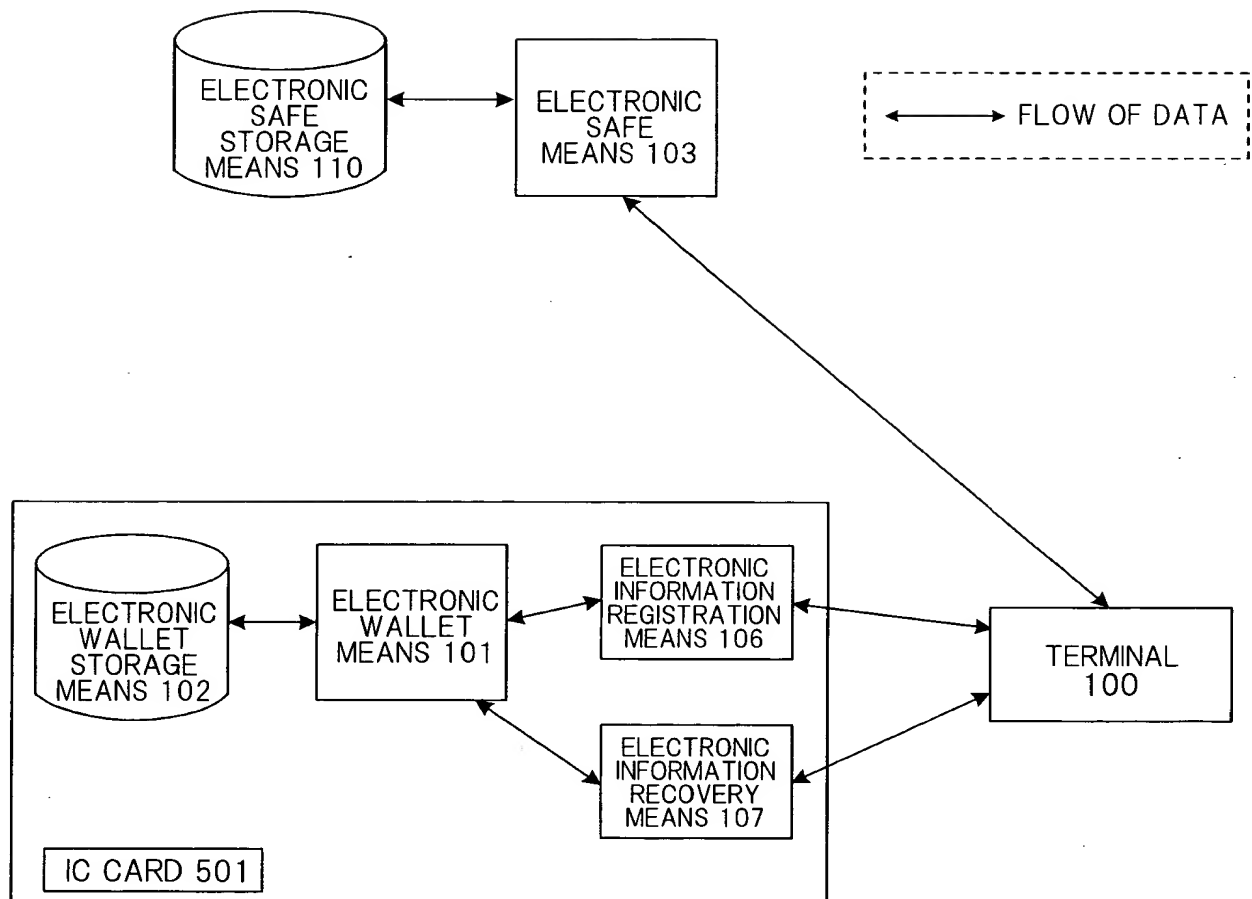 ELECTRONIC
SAFE
STORAGE
MEANS 110
ELECTRONIC
SAFE
MEANS 103
FLOW OF DATA
ELECTRONIC
WALLET
STORAGE
MEANS 102
ELECTRONIC
WALLET
MEANS 101
ELECTRONIC
INFORMATION
REGISTRATION
MEANS 106
ELECTRONIC
INFORMATION
RECOVERY
MEANS 107
TERMINAL
100
IC CARD 501